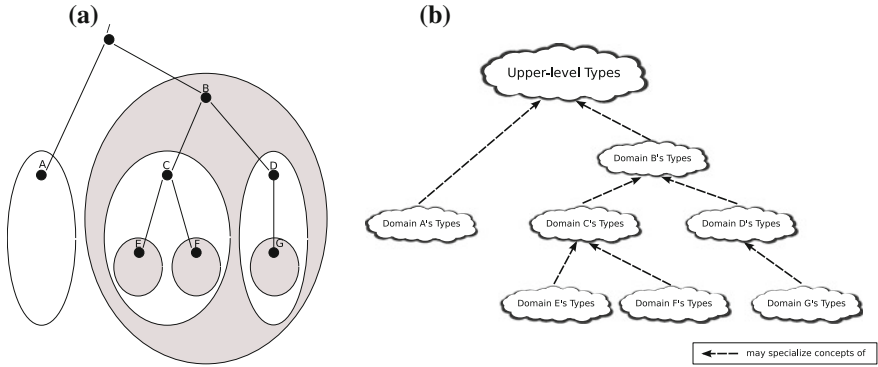 (a)
(b)
/
B
A
C
D
E
F
G
Upper-level Types
Domain B's Types
Domain A's Types
Domain C's Types
Domain D's Types
Domain E's Types
Domain F's Types
Domain G's Types
may specialize concepts of